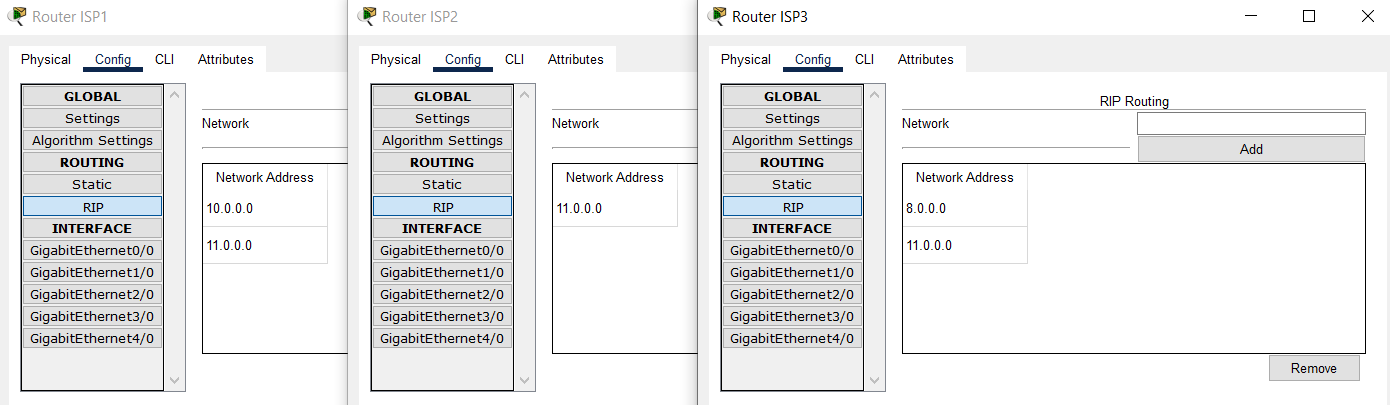 Router ISP1
Physical Config CLI Attributes
GLOBAL
Settings
Algorithm Settings
ROUTING
Static
RIP
INTERFACE
GigabitEthernet0/0
GigabitEthernet1/0
GigabitEthernet2/0
GigabitEthernet3/0
GigabitEthernet4/0
Network
Network Address
10.0.0.0
11.0.0.0
Router ISP2
Physical Config CLI Attributes
GLOBAL
Settings
Algorithm Settings
ROUTING
Static
RIP
INTERFACE
GigabitEthernet0/0
GigabitEthernet1/0
GigabitEthernet2/0
GigabitEthernet3/0
GigabitEthernet4/0
Network
Network Address
11.0.0.0
Router ISP3
Physical Config CLI Attributes
GLOBAL
Settings
Algorithm Settings
ROUTING
Static
RIP
INTERFACE
GigabitEthernet0/0
GigabitEthernet1/0
GigabitEthernet2/0
GigabitEthernet3/0
GigabitEthernet4/0
RIP Routing
Network
Add
Network Address
8.0.0.0
11.0.0.0
Remove